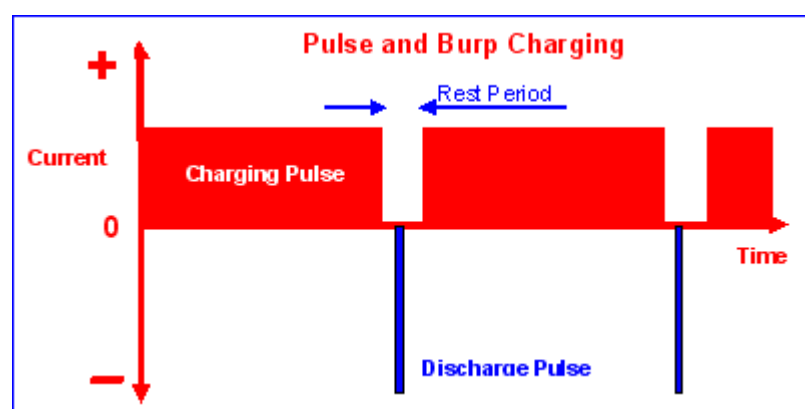 Pulse and Burp Charging
+
Rest Period
Current
Charging Pulse
0
Time
Discharge Pulse
−